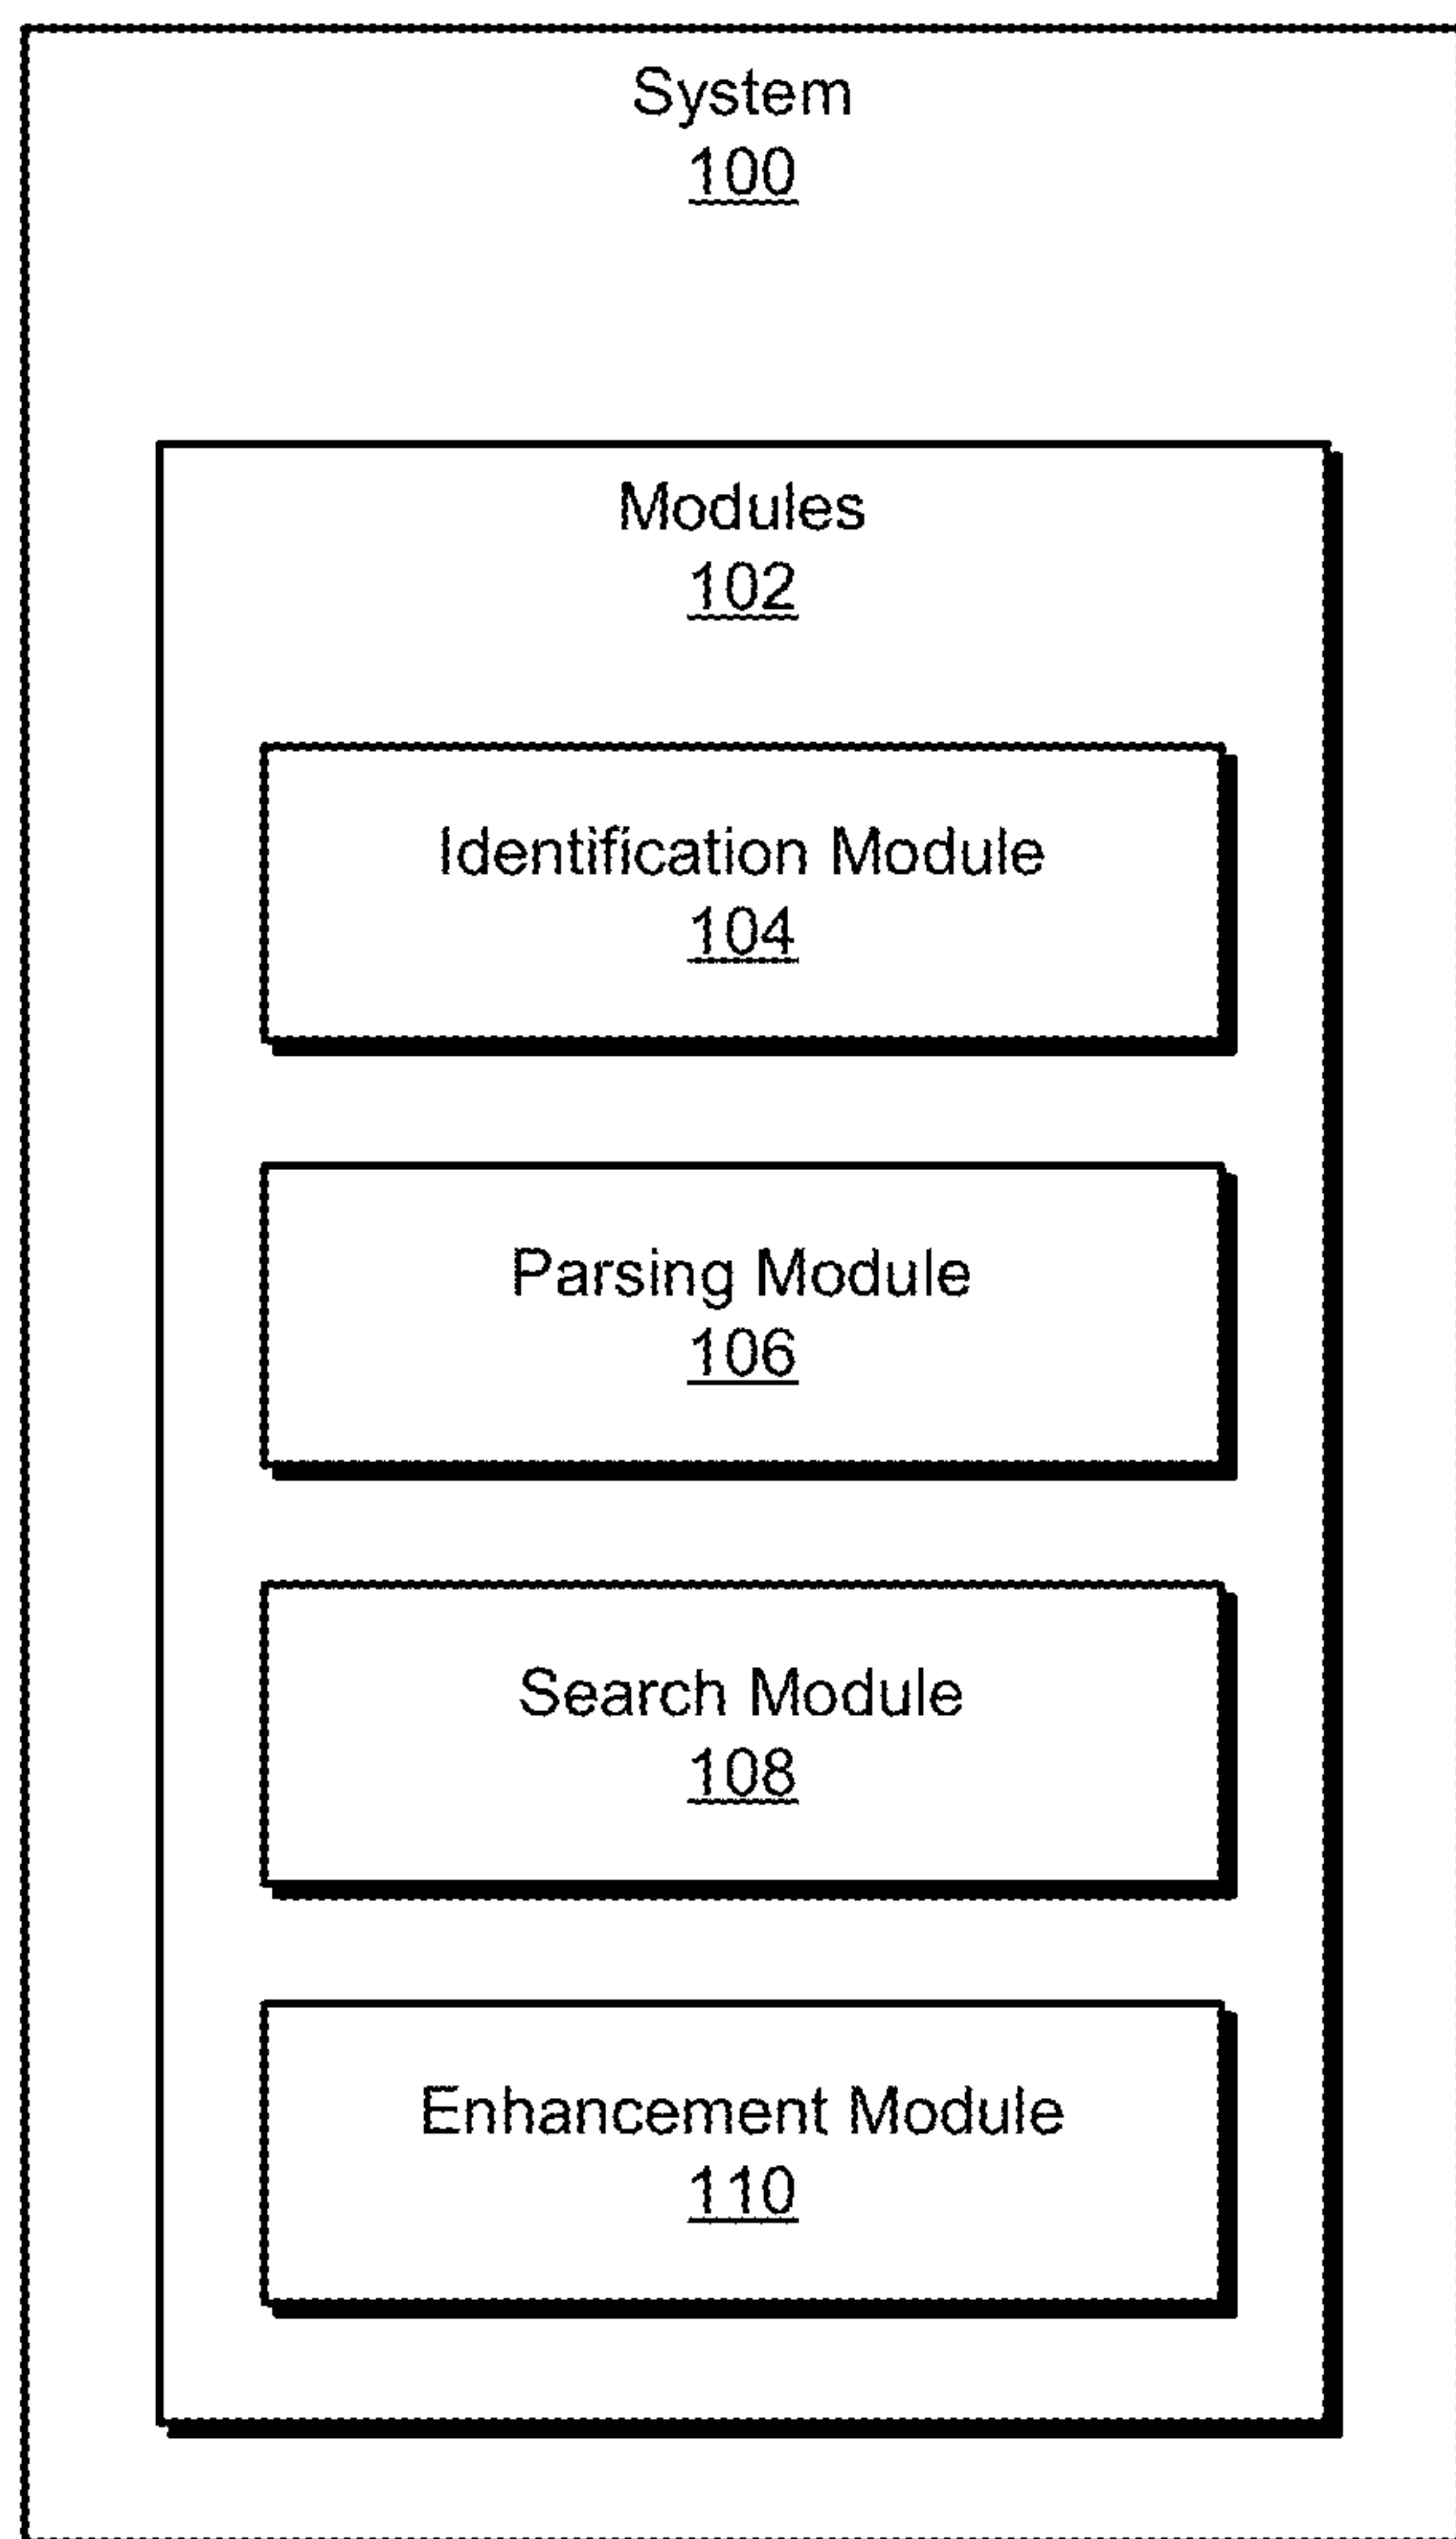 System
100
Modules
102
Identification Module
104
Parsing Module
106
Search Module
108
Enhancement Module
110